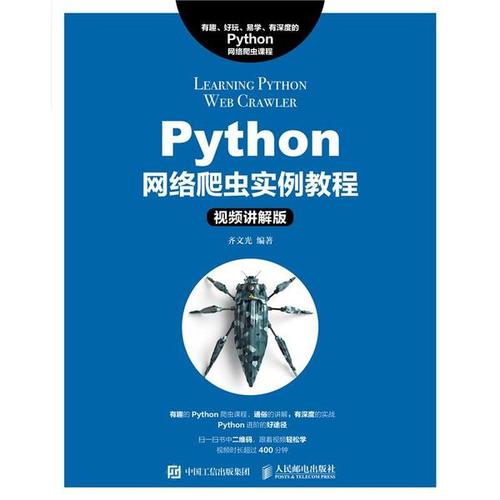 有趣、好玩、易学、有深度的
Python
网络爬虫课程
LEARNING PYTHON
WEB CRAWLER
Python
网络爬虫实例教程
视频讲解版
齐文光 编著
有趣的 Python 爬虫课程，通俗的讲解，有深度的实战
Python 进阶的好途径
扫一扫书中二维码，跟着视频轻松学
视频时长超过 400 分钟
中国工信出版集团
人民邮电出版社
POSTS & TELECOM PRESS